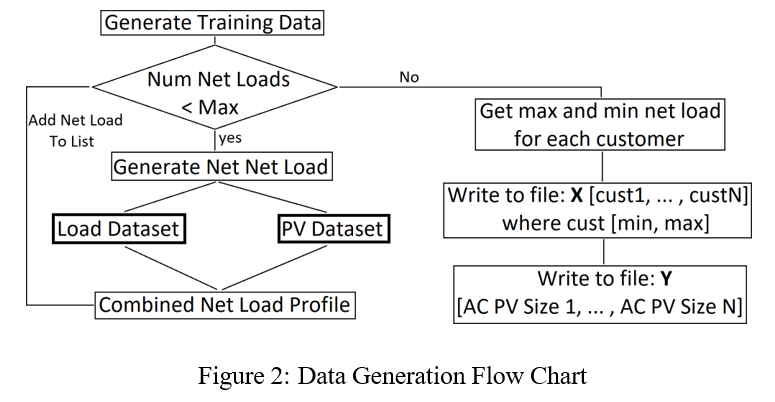 Generate Training Data
Num Net Loads
< Max
No
Add Net Load
To List
yes
Generate Net Net Load
Load Dataset
PV Dataset
Combined Net Load Profile
Get max and min net load
for each customer
Write to file: X [cust1, ... , custN]
where cust [min, max]
Write to file: Y
[AC PV Size 1, ... , AC PV Size N]
Figure 2: Data Generation Flow Chart